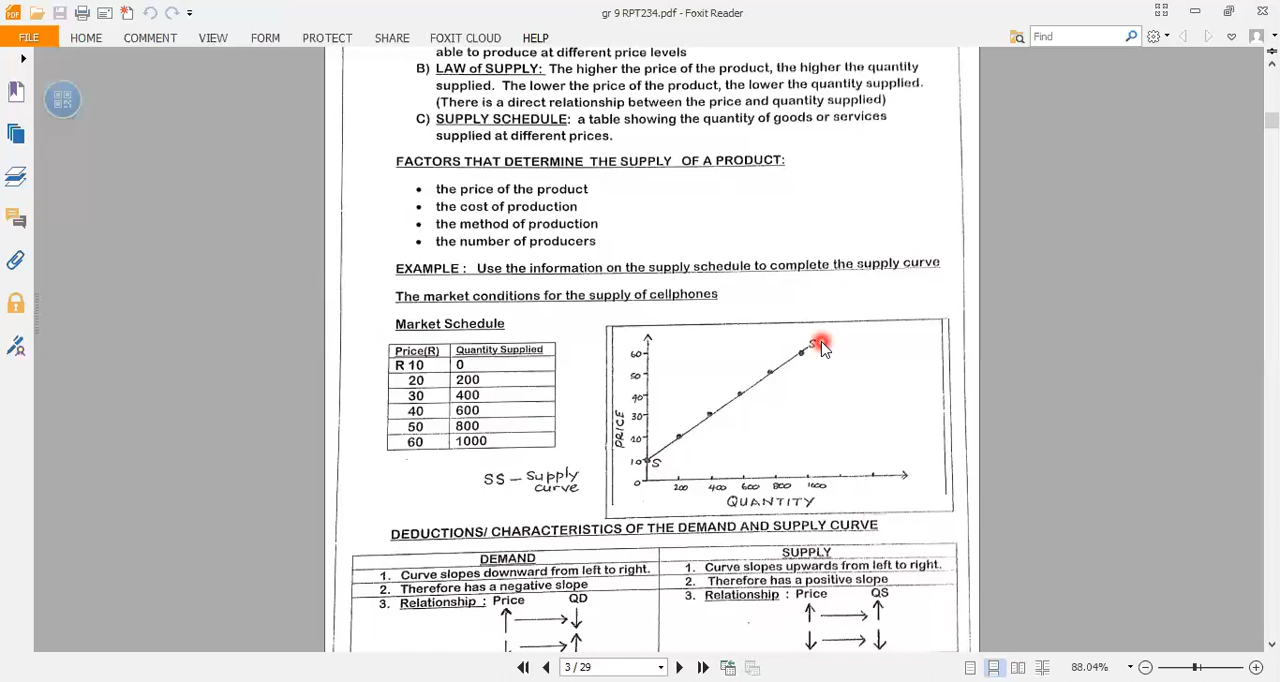 gr 9 RPT234.pdf - Foxit Reader
FILE HOME COMMENT VIEW FORM PROTECT SHARE FOXIT CLOUD HELP Find
able to produce at different price levels
B) LAW of SUPPLY: The higher the price of the product, the higher the quantity
supplied. The lower the price of the product, the lower the quantity supplied.
(There is a direct relationship between the price and quantity supplied)
C) SUPPLY SCHEDULE: a table showing the quantity of goods or services
supplied at different prices.
FACTORS THAT DETERMINE THE SUPPLY OF A PRODUCT:
• the price of the product
• the cost of production
• the method of production
• the number of producers
EXAMPLE : Use the information on the supply schedule to complete the supply curve
The market conditions for the supply of cellphones
Market Schedule
Price(R) Quantity Supplied
R 10 0
20 200
30 400
40 600
50 800
60 1000
SS - Supply
curve
S
60
50
40
30
20
10 S
0
PRICE
200 400 600 800 1000
QUANTITY
DEDUCTIONS/ CHARACTERISTICS OF THE DEMAND AND SUPPLY CURVE
DEMAND
1. Curve slopes downward from left to right.
2. Therefore has a negative slope
3. Relationship : Price QD
SUPPLY
1. Curve slopes upwards from left to right.
2. Therefore has a positive slope
3. Relationship : Price QS
3 / 29
88.04%